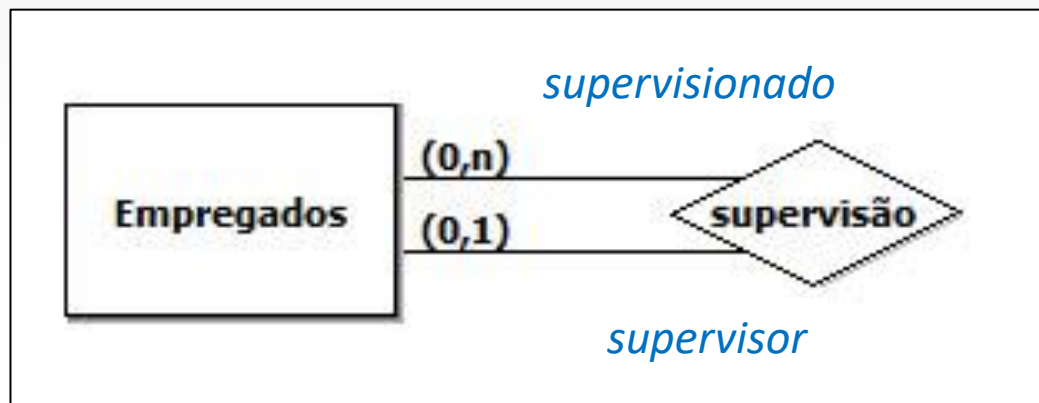 supervisionado
(0,n)
Empregados
supervisão
(0,1)
supervisor